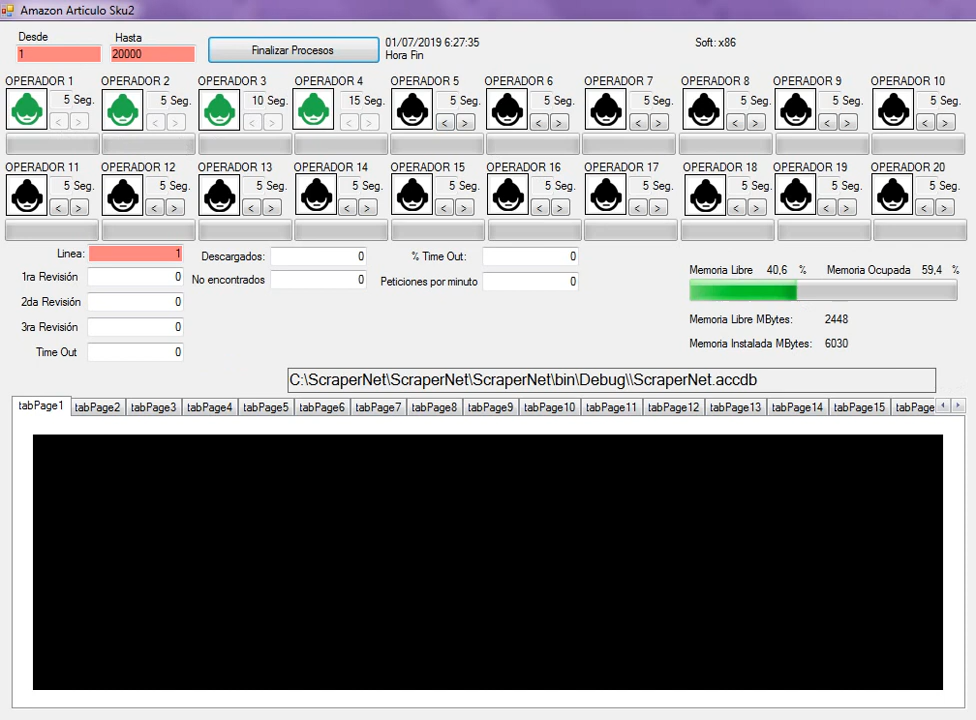 Amazon Articulo Sku2
Desde
Hasta
1
20000
Finalizar Procesos
01/07/2019 6:27:35
Hora Fin
Soft: x86
OPERADOR 1 OPERADOR 2 OPERADOR 3 OPERADOR 4 OPERADOR 5 OPERADOR 6 OPERADOR 7 OPERADOR 8 OPERADOR 9 OPERADOR 10
5 Seg. 5 Seg. 10 Seg. 15 Seg. 5 Seg. 5 Seg. 5 Seg. 5 Seg. 5 Seg. 5 Seg.
< > < > < > < > < > < > < > < > < > < >
OPERADOR 11 OPERADOR 12 OPERADOR 13 OPERADOR 14 OPERADOR 15 OPERADOR 16 OPERADOR 17 OPERADOR 18 OPERADOR 19 OPERADOR 20
5 Seg. 5 Seg. 5 Seg. 5 Seg. 5 Seg. 5 Seg. 5 Seg. 5 Seg. 5 Seg. 5 Seg.
< > < > < > < > < > < > < > < > < > < >
Linea: 1
1ra Revisión 0
2da Revisión 0
3ra Revisión 0
Time Out 0
Descargados: 0
No encontrados 0
% Time Out: 0
Peticiones por minuto 0
Memoria Libre 40,6 % Memoria Ocupada 59,4 %
Memoria Libre MBytes: 2448
Memoria Instalada MBytes: 6030
C:\ScraperNet\ScraperNet\ScraperNet\bin\Debug\\ScraperNet.accdb
tabPage1 tabPage2 tabPage3 tabPage4 tabPage5 tabPage6 tabPage7 tabPage8 tabPage9 tabPage10 tabPage11 tabPage12 tabPage13 tabPage14 tabPage15 tabPage